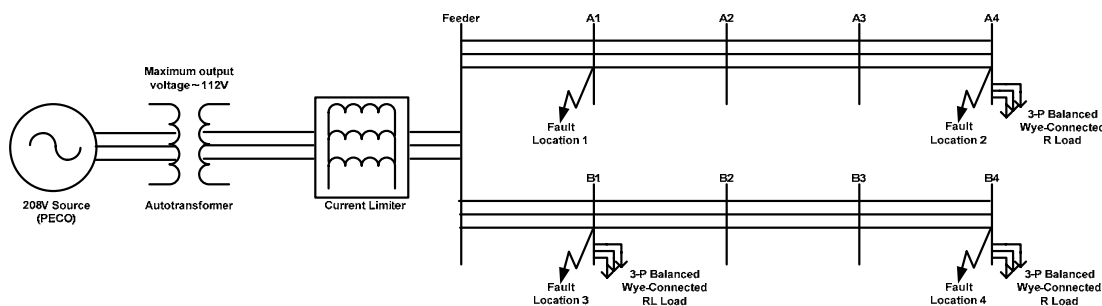 Feeder
A1
A2
A3
A4
Maximum output
voltage~112V
Fault
Location 1
Fault
Location 2
3-P Balanced
Wye-Connected
R Load
208V Source
(PECO)
Autotransformer
Current Limiter
B1
B2
B3
B4
Fault
Location 3
3-P Balanced
Wye-Connected
RL Load
Fault
Location 4
3-P Balanced
Wye-Connected
R Load